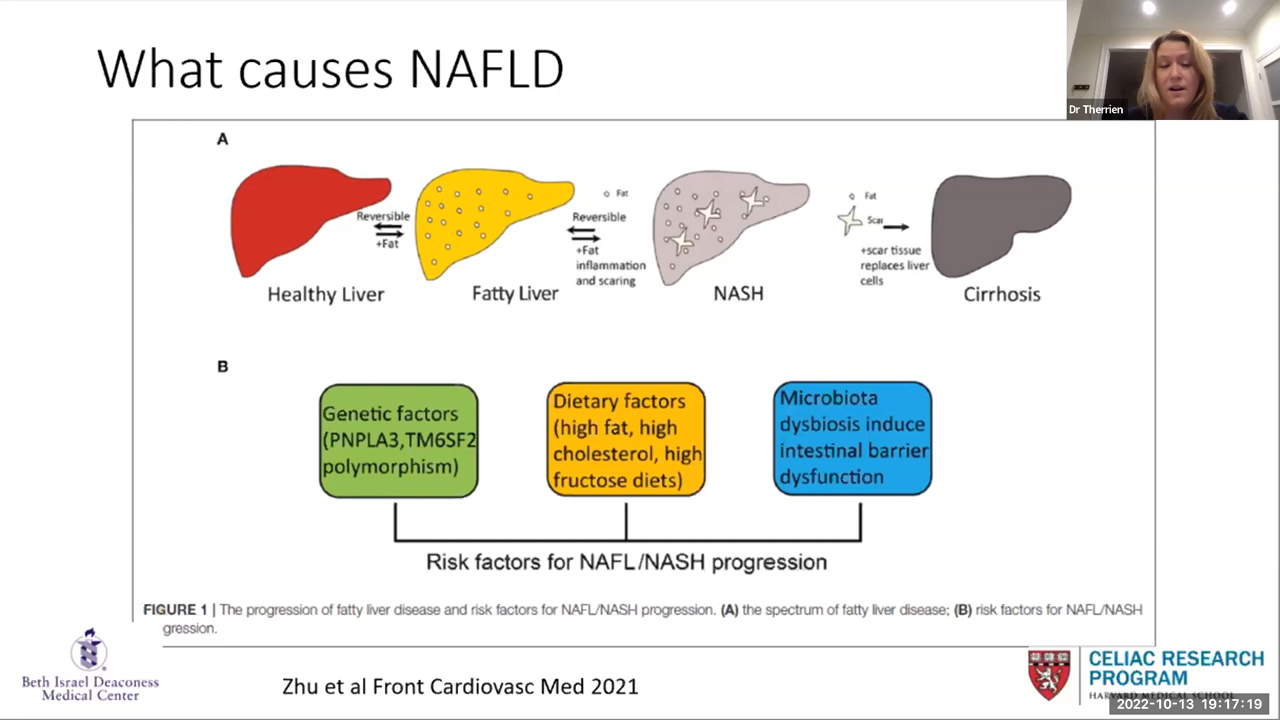 What causes NAFLD
Dr Therrien
A
Reversible
+Fat
Fat
Reversible
+Fat
inflammation
and scaring
Fat
Scar
+scar tissue
replaces liver
cells
Healthy Liver
Fatty Liver
NASH
Cirrhosis
B
Genetic factors
(PNPLA3,TM6SF2
polymorphism)
Dietary factors
(high fat, high
cholesterol, high
fructose diets)
Microbiota
dysbiosis induce
intestinal barrier
dysfunction
Risk factors for NAFL/NASH progression
FIGURE 1 | The progression of fatty liver disease and risk factors for NAFL/NASH progression. (A) the spectrum of fatty liver disease; (B) risk factors for NAFL/NASH
gression.
Beth Israel Deaconess
Medical Center
Zhu et al Front Cardiovasc Med 2021
CELIAC RESEARCH
PROGRAM
HARVARD MEDICAL SCHOOL
2022-10-13 19:17:19